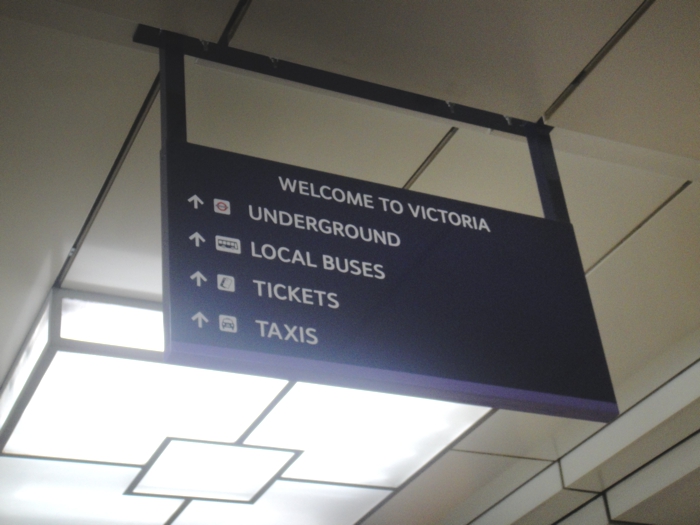 WELCOME TO VICTORIA
UNDERGROUND
LOCAL BUSES
TICKETS
TAXIS